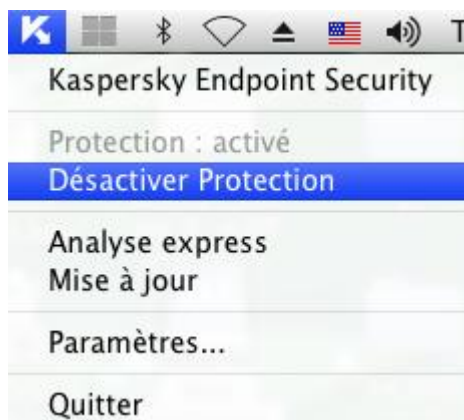 K T
Kaspersky Endpoint Security
Protection : activé
Désactiver Protection
Analyse express
Mise à jour
Paramètres...
Quitter